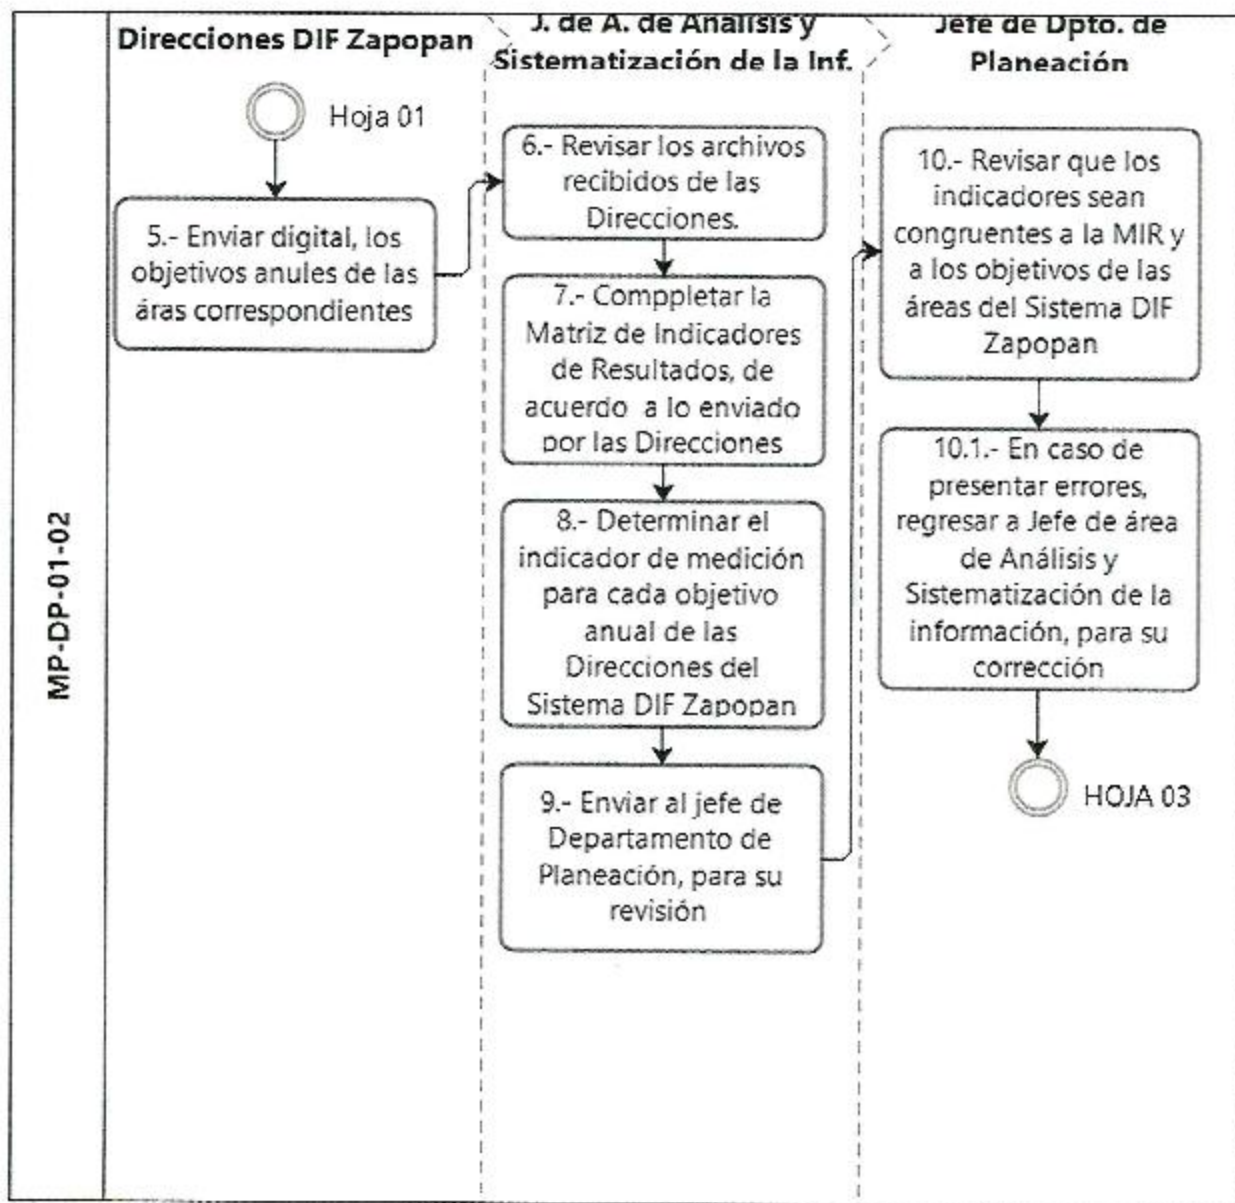 Direcciones DIF Zapopan
J. de A. de Análisis y
Sistematización de la Inf.
Jefe de Dpto. de
Planeación
MP-DP-01-02
Hoja 01
5.- Enviar digital, los
objetivos anules de las
áras correspondientes
6.- Revisar los archivos
recibidos de las
Direcciones.
7.- Comppletar la
Matriz de Indicadores
de Resultados, de
acuerdo a lo enviado
por las Direcciones
8.- Determinar el
indicador de medición
para cada objetivo
anual de las
Direcciones del
Sistema DIF Zapopan
9.- Enviar al jefe de
Departamento de
Planeación, para su
revisión
10.- Revisar que los
indicadores sean
congruentes a la MIR y
a los objetivos de las
áreas del Sistema DIF
Zapopan
10.1.- En caso de
presentar errores,
regresar a Jefe de área
de Análisis y
Sistematización de la
información, para su
corrección
HOJA 03